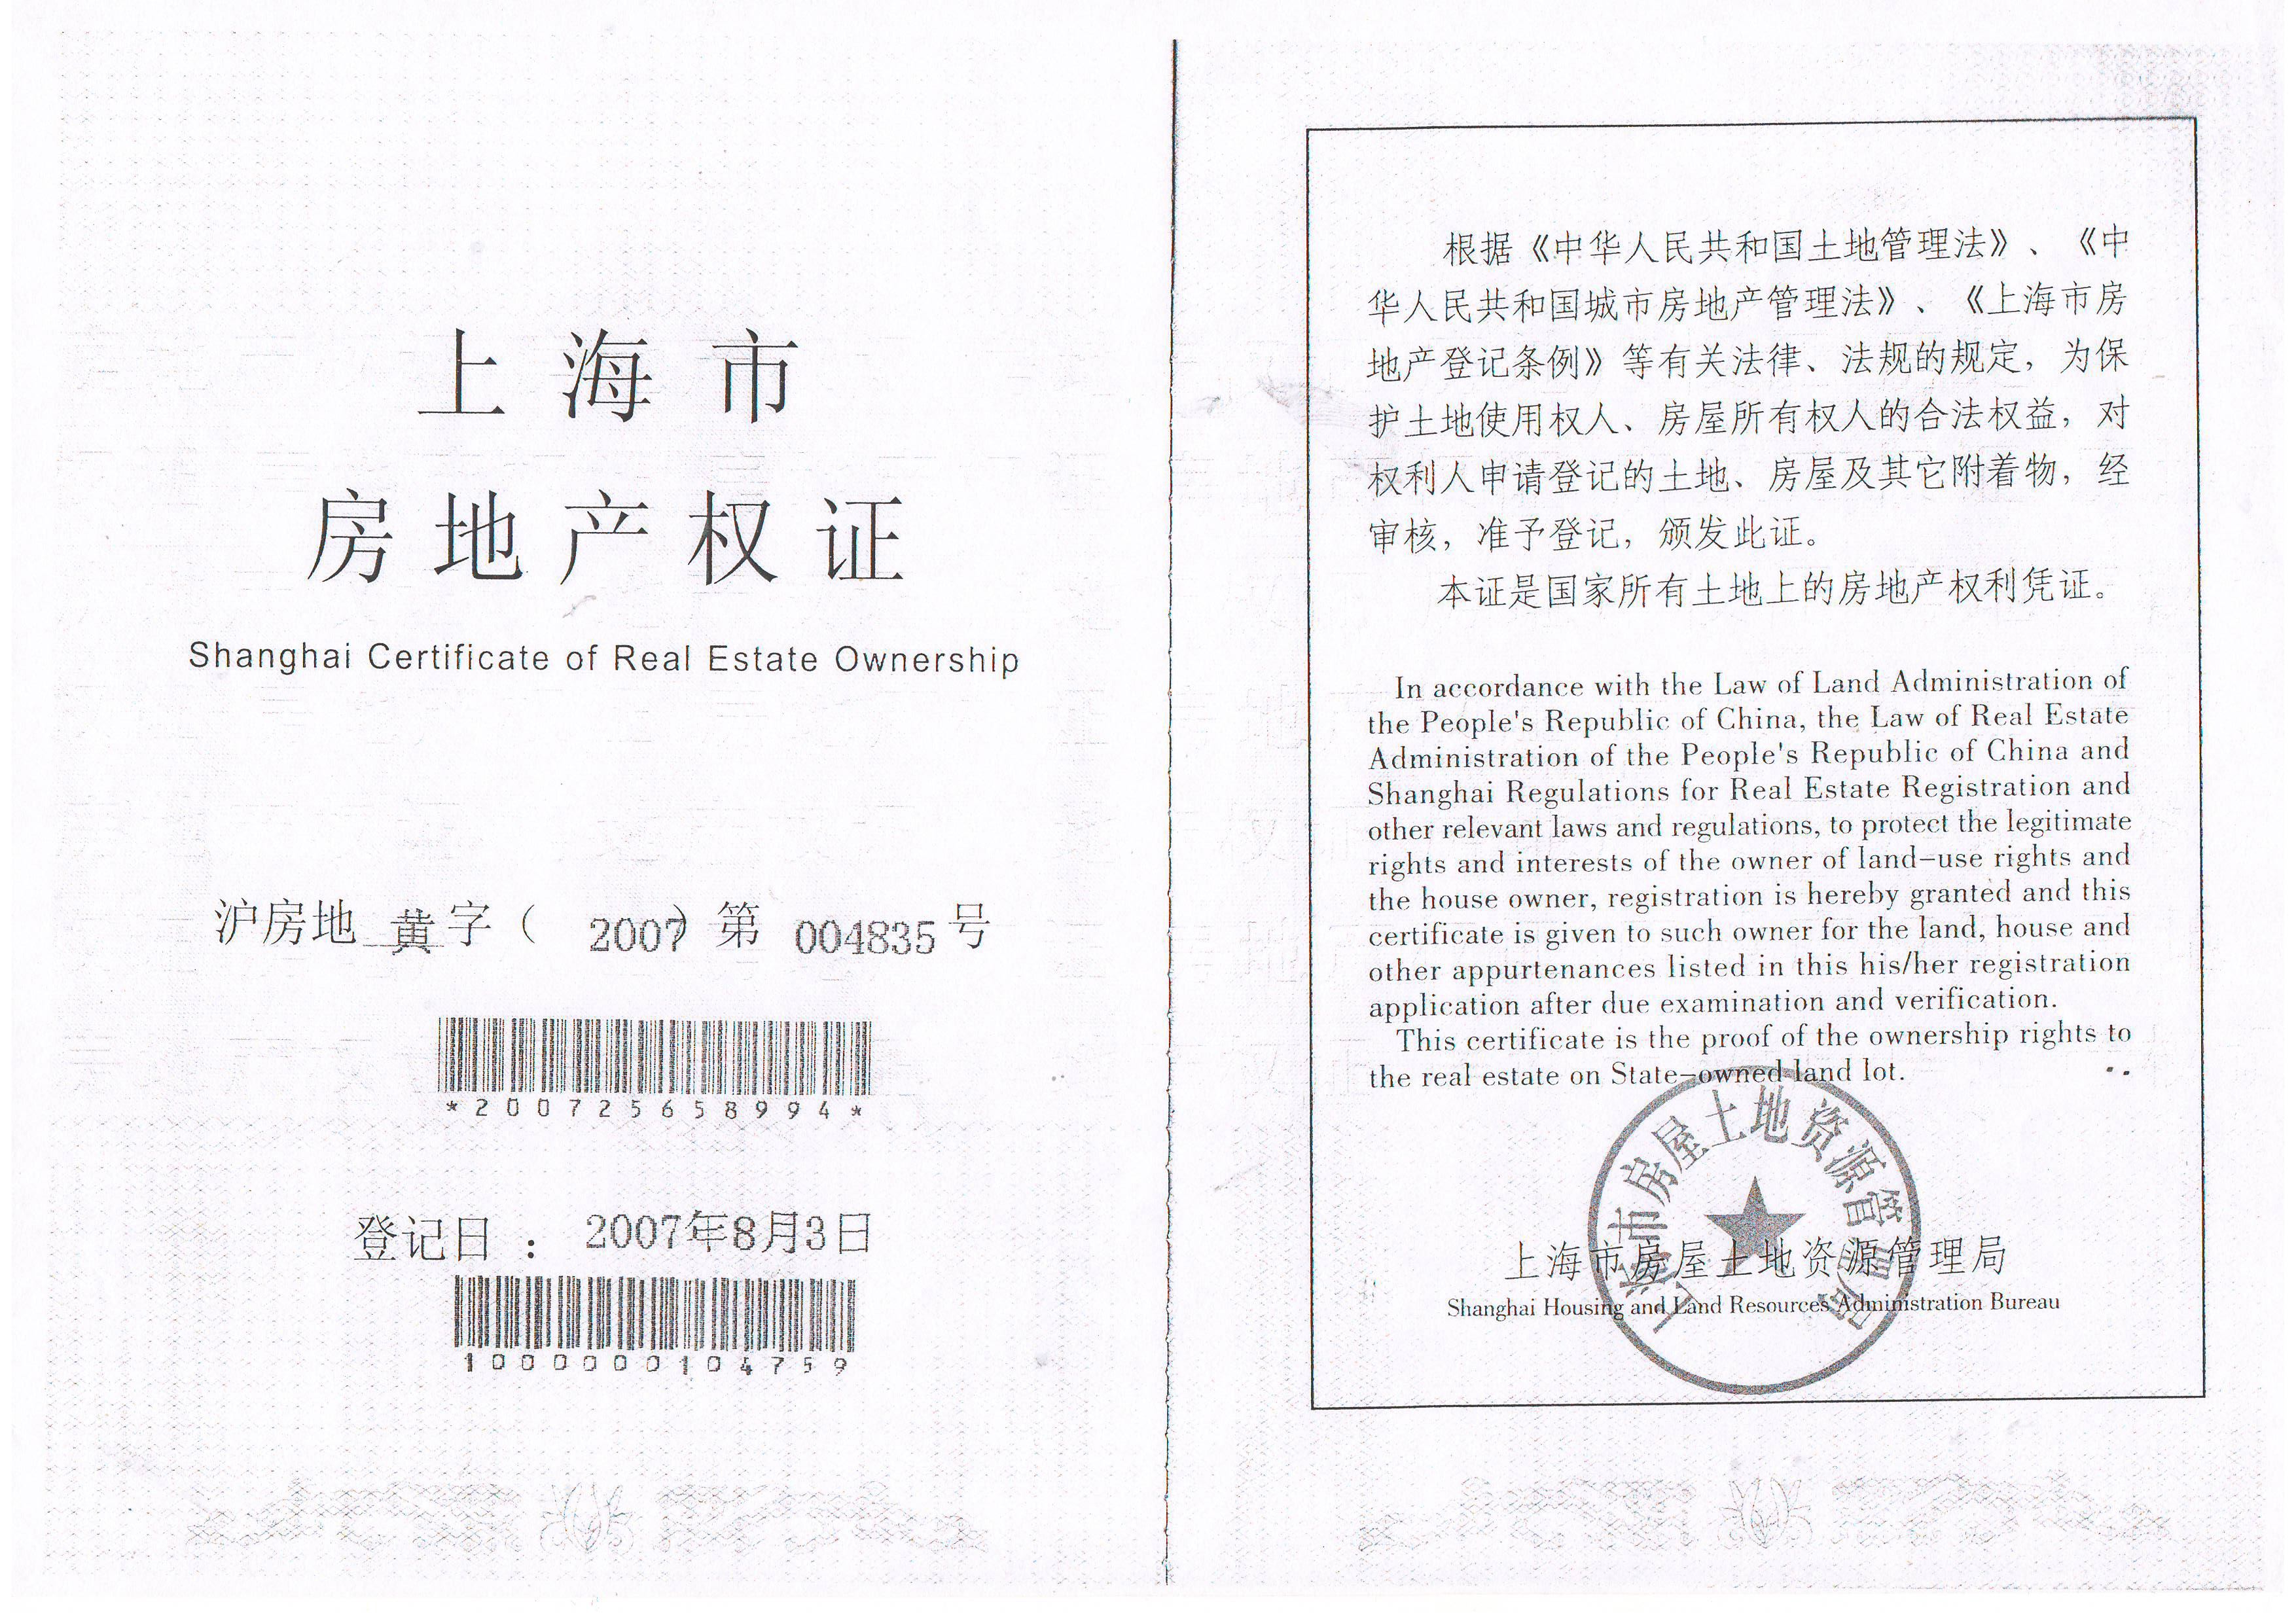 上海市
房地产权证
Shanghai Certificate of Real Estate Ownership
沪房地 黄 字（ 2007）第 004835 号
*200725658994*
登记日： 2007年8月3日
1000000104759
根据《中华人民共和国土地管理法》、《中
华人民共和国城市房地产管理法》、《上海市房
地产登记条例》等有关法律、法规的规定，为保
护土地使用权人、房屋所有权人的合法权益，对
权利人申请登记的土地、房屋及其它附着物，经
审核，准予登记，颁发此证。
本证是国家所有土地上的房地产权利凭证。
In accordance with the Law of Land Administration of
the People's Republic of China, the Law of Real Estate
Administration of the People's Republic of China and
Shanghai Regulations for Real Estate Registration and
other relevant laws and regulations, to protect the legitimate
rights and interests of the owner of land-use rights and
the house owner, registration is hereby granted and this
certificate is given to such owner for the land, house and
other appurtenances listed in this his/her registration
application after due examination and verification.
This certificate is the proof of the ownership rights to
the real estate on State-owned land lot.
上海市房屋土地资源管理局
上海市房屋土地资源管理局
Shanghai Housing and Land Resources Administration Bureau